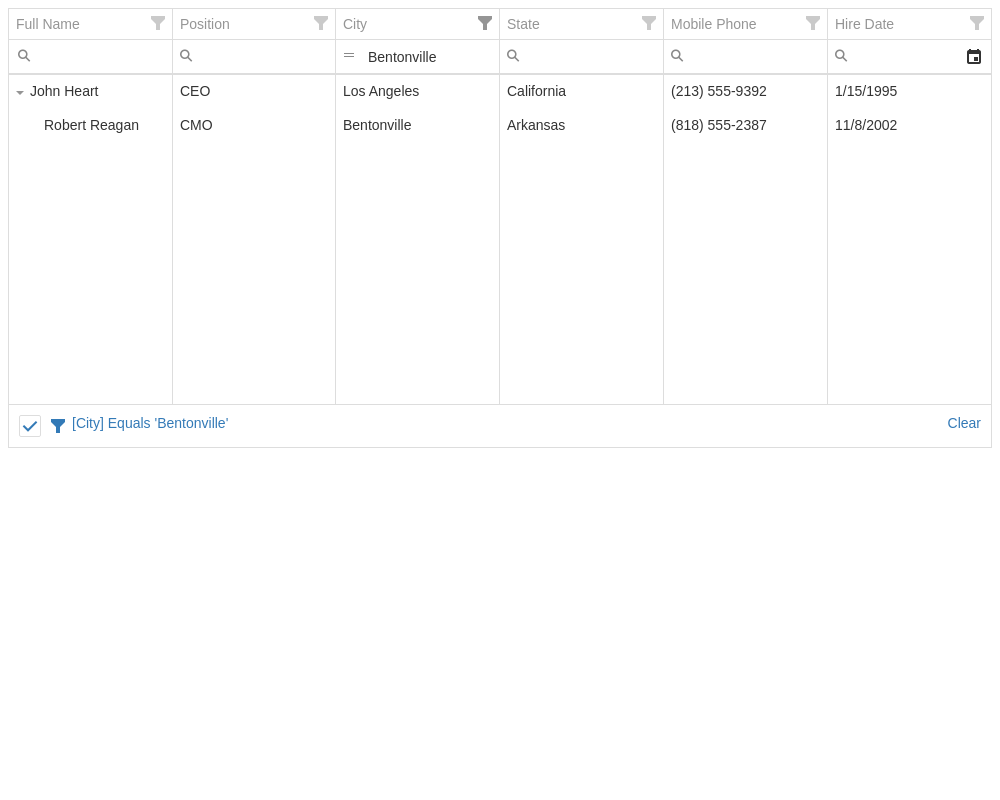 Full Name Position City State Mobile Phone Hire Date
Bentonville
John Heart CEO Los Angeles California (213) 555-9392 1/15/1995
Robert Reagan CMO Bentonville Arkansas (818) 555-2387 11/8/2002
[City] Equals 'Bentonville' Clear